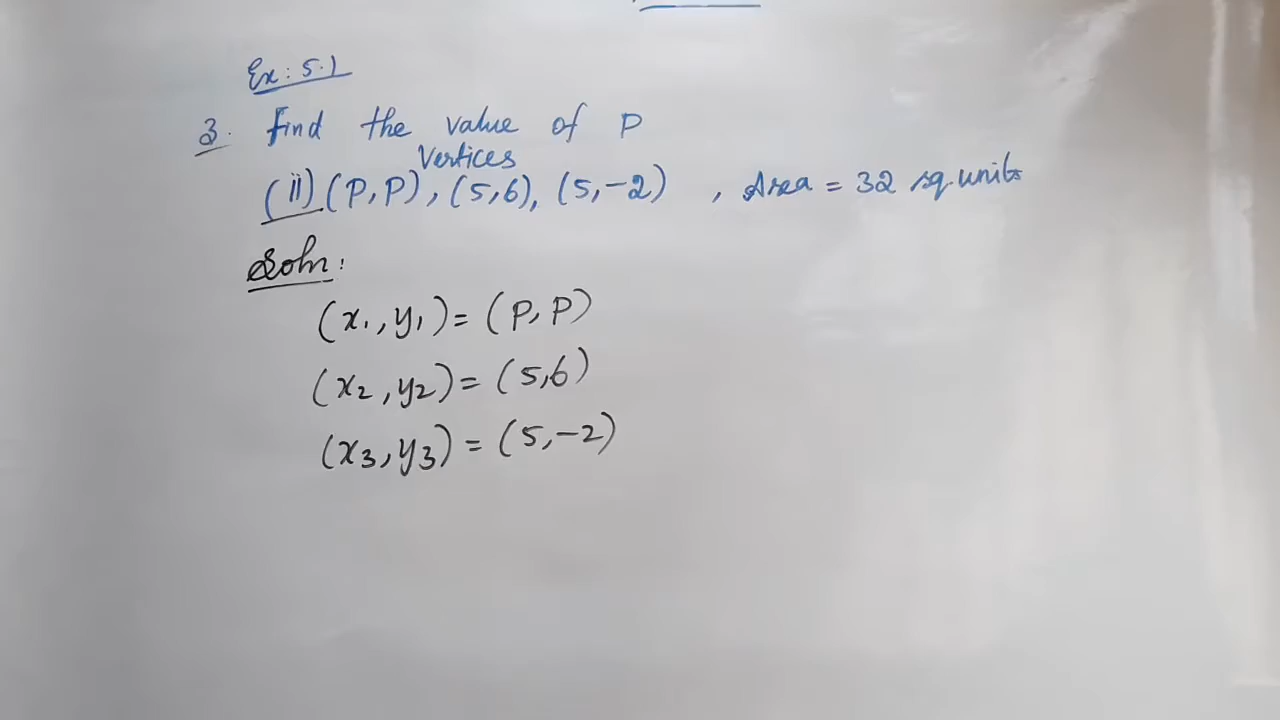 Ex: 5.1
3. Find the value of P
Vertices
(ii) (P,P), (5,6), (5,-2) , Area = 32 sq.units
Soln:
(x₁,y₁) = (P,P)
(x₂,y₂) = (5,6)
(x₃,y₃) = (5,-2)